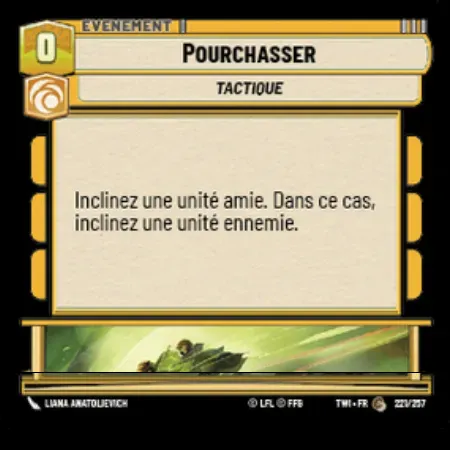 EVENEMENT
0
POURCHASSER
TACTIQUE
Inclinez une unité amie. Dans ce cas,
inclinez une unité ennemie.
LIANA ANATOLIEVICH © LFL © FFG TWI • FR 221/257